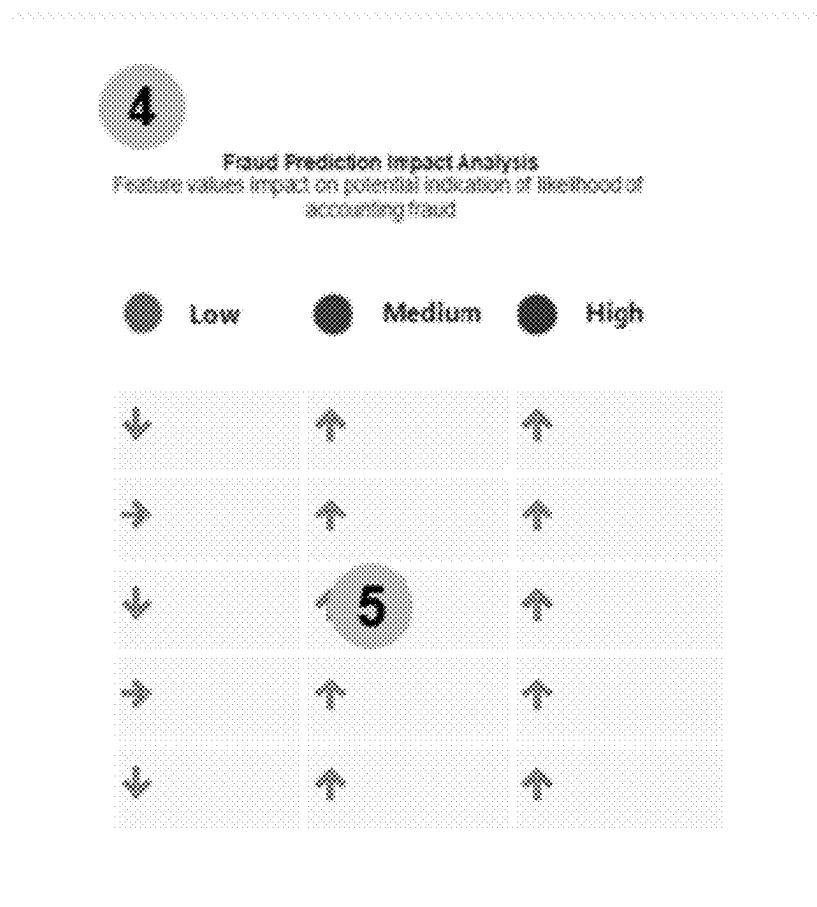 4
Fraud Prediction Impact Analysis
Feature values impact on potential indication of likelihood of
accounting fraud
Low Medium High
5